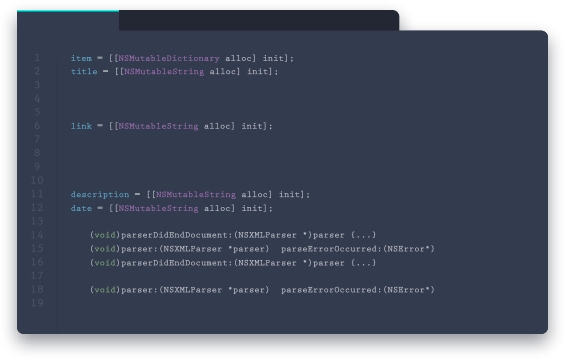 1 item = [[NSMutableDictionary alloc] init];
2 title = [[NSMutableString alloc] init];
3
4
5
6 link = [[NSMutableString alloc] init];
7
8
9
10
11 description = [[NSMutableString alloc] init];
12 date = [[NSMutableString alloc] init];
13
14 (void)parserDidEndDocument:(NSXMLParser *)parser {...}
15 (void)parser:(NSXMLParser *parser) parseErrorOccurred:(NSError*)
16 (void)parserDidEndDocument:(NSXMLParser *)parser {...}
17
18 (void)parser:(NSXMLParser *parser) parseErrorOccurred:(NSError*)
19